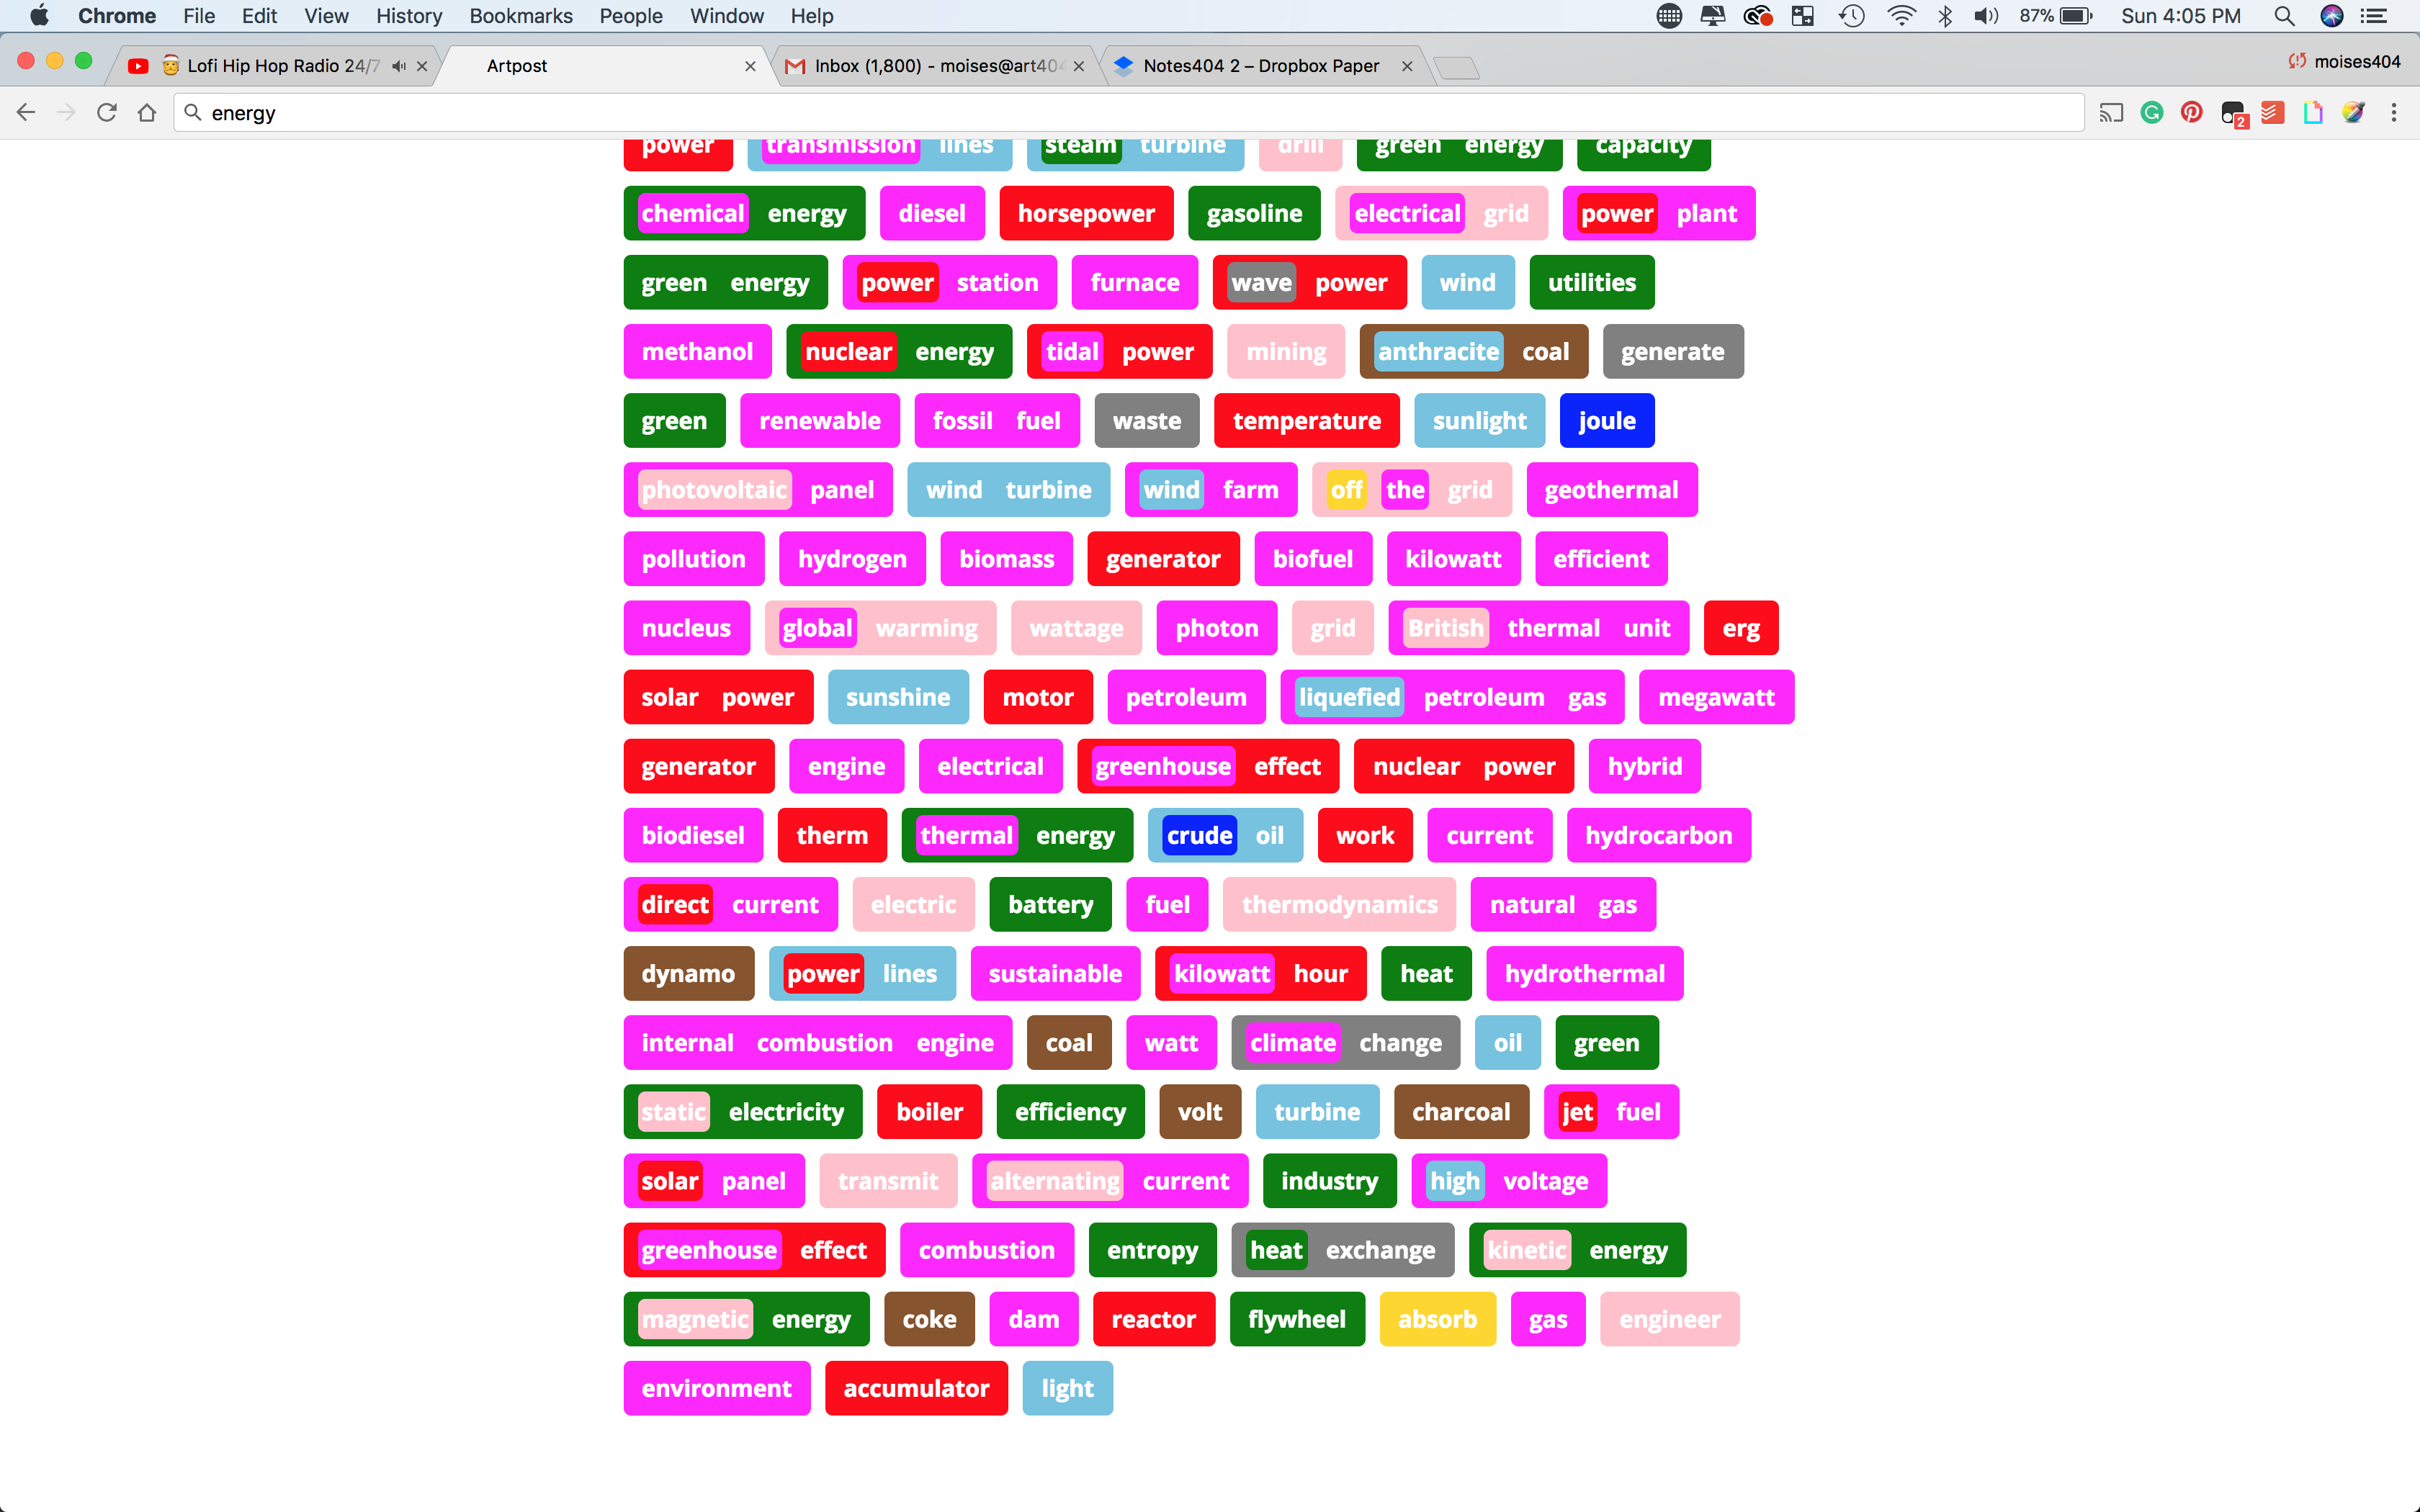 Chrome File Edit View History Bookmarks People Window Help 87% Sun 4:05 PM
Lofi Hip Hop Radio 24/7 Artpost Inbox (1,800) - moises@art404 Notes404 2 – Dropbox Paper moises404
energy 2
power transmission lines steam turbine drill green energy capacity
chemical energy diesel horsepower gasoline electrical grid power plant
green energy power station furnace wave power wind utilities
methanol nuclear energy tidal power mining anthracite coal generate
green renewable fossil fuel waste temperature sunlight joule
photovoltaic panel wind turbine wind farm off the grid geothermal
pollution hydrogen biomass generator biofuel kilowatt efficient
nucleus global warming wattage photon grid British thermal unit erg
solar power sunshine motor petroleum liquefied petroleum gas megawatt
generator engine electrical greenhouse effect nuclear power hybrid
biodiesel therm thermal energy crude oil work current hydrocarbon
direct current electric battery fuel thermodynamics natural gas
dynamo power lines sustainable kilowatt hour heat hydrothermal
internal combustion engine coal watt climate change oil green
static electricity boiler efficiency volt turbine charcoal jet fuel
solar panel transmit alternating current industry high voltage
greenhouse effect combustion entropy heat exchange kinetic energy
magnetic energy coke dam reactor flywheel absorb gas engineer
environment accumulator light